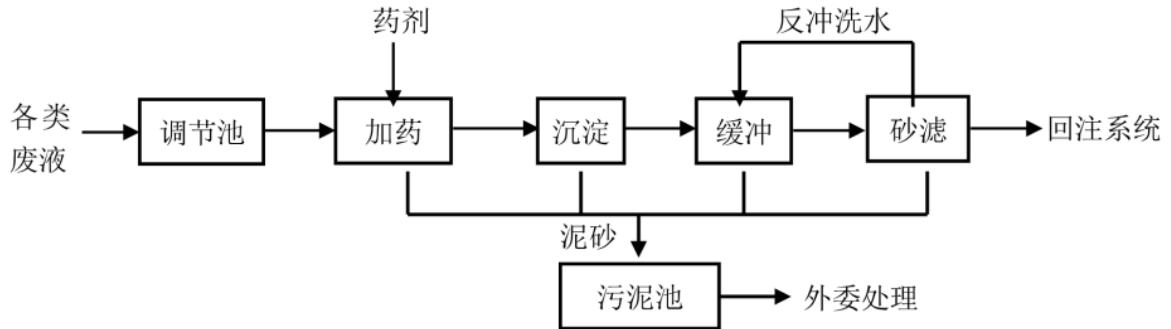 药剂
反冲洗水
各类
废液
调节池
加药
沉淀
缓冲
砂滤
回注系统
泥砂
污泥池
外委处理